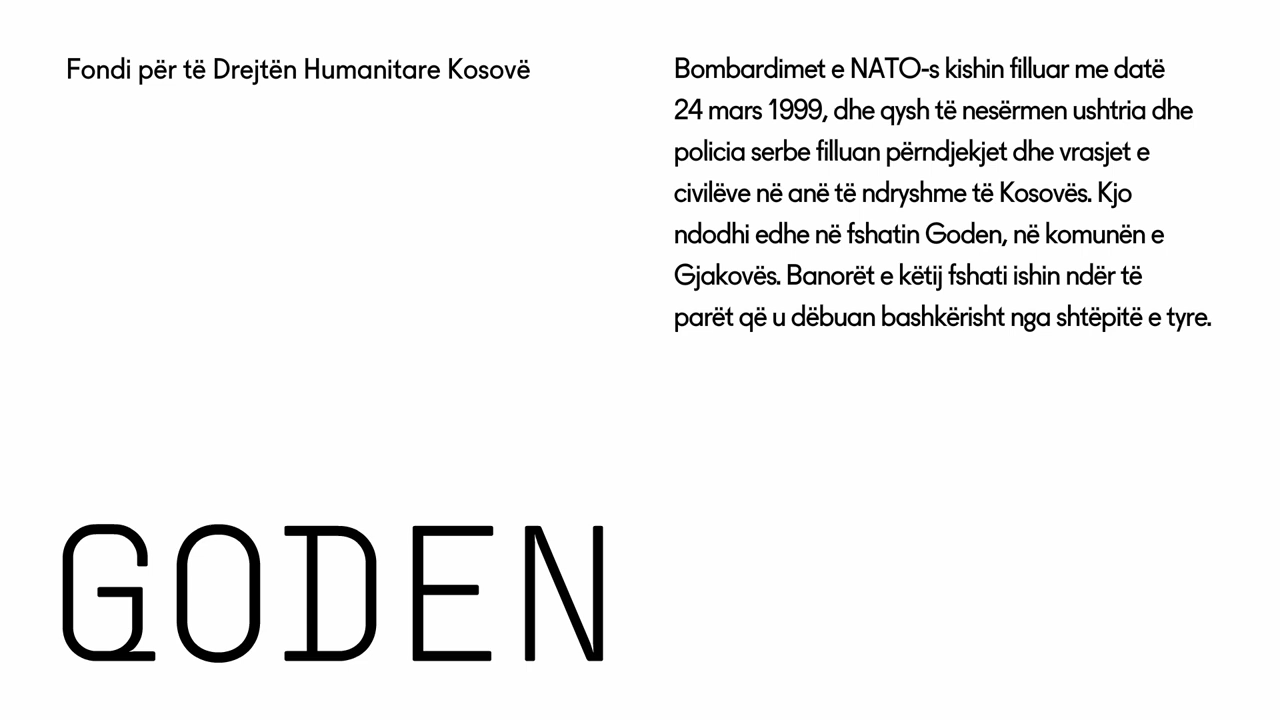 Fondi për të Drejtën Humanitare Kosovë
Bombardimet e NATO-s kishin filluar me datë
24 mars 1999, dhe qysh të nesërmen ushtria dhe
policia serbe filluan përndjekjet dhe vrasjet e
civilëve në anë të ndryshme të Kosovës. Kjo
ndodhi edhe në fshatin Goden, në komunën e
Gjakovës. Banorët e këtij fshati ishin ndër të
parët që u dëbuan bashkërisht nga shtëpitë e tyre.
GODEN